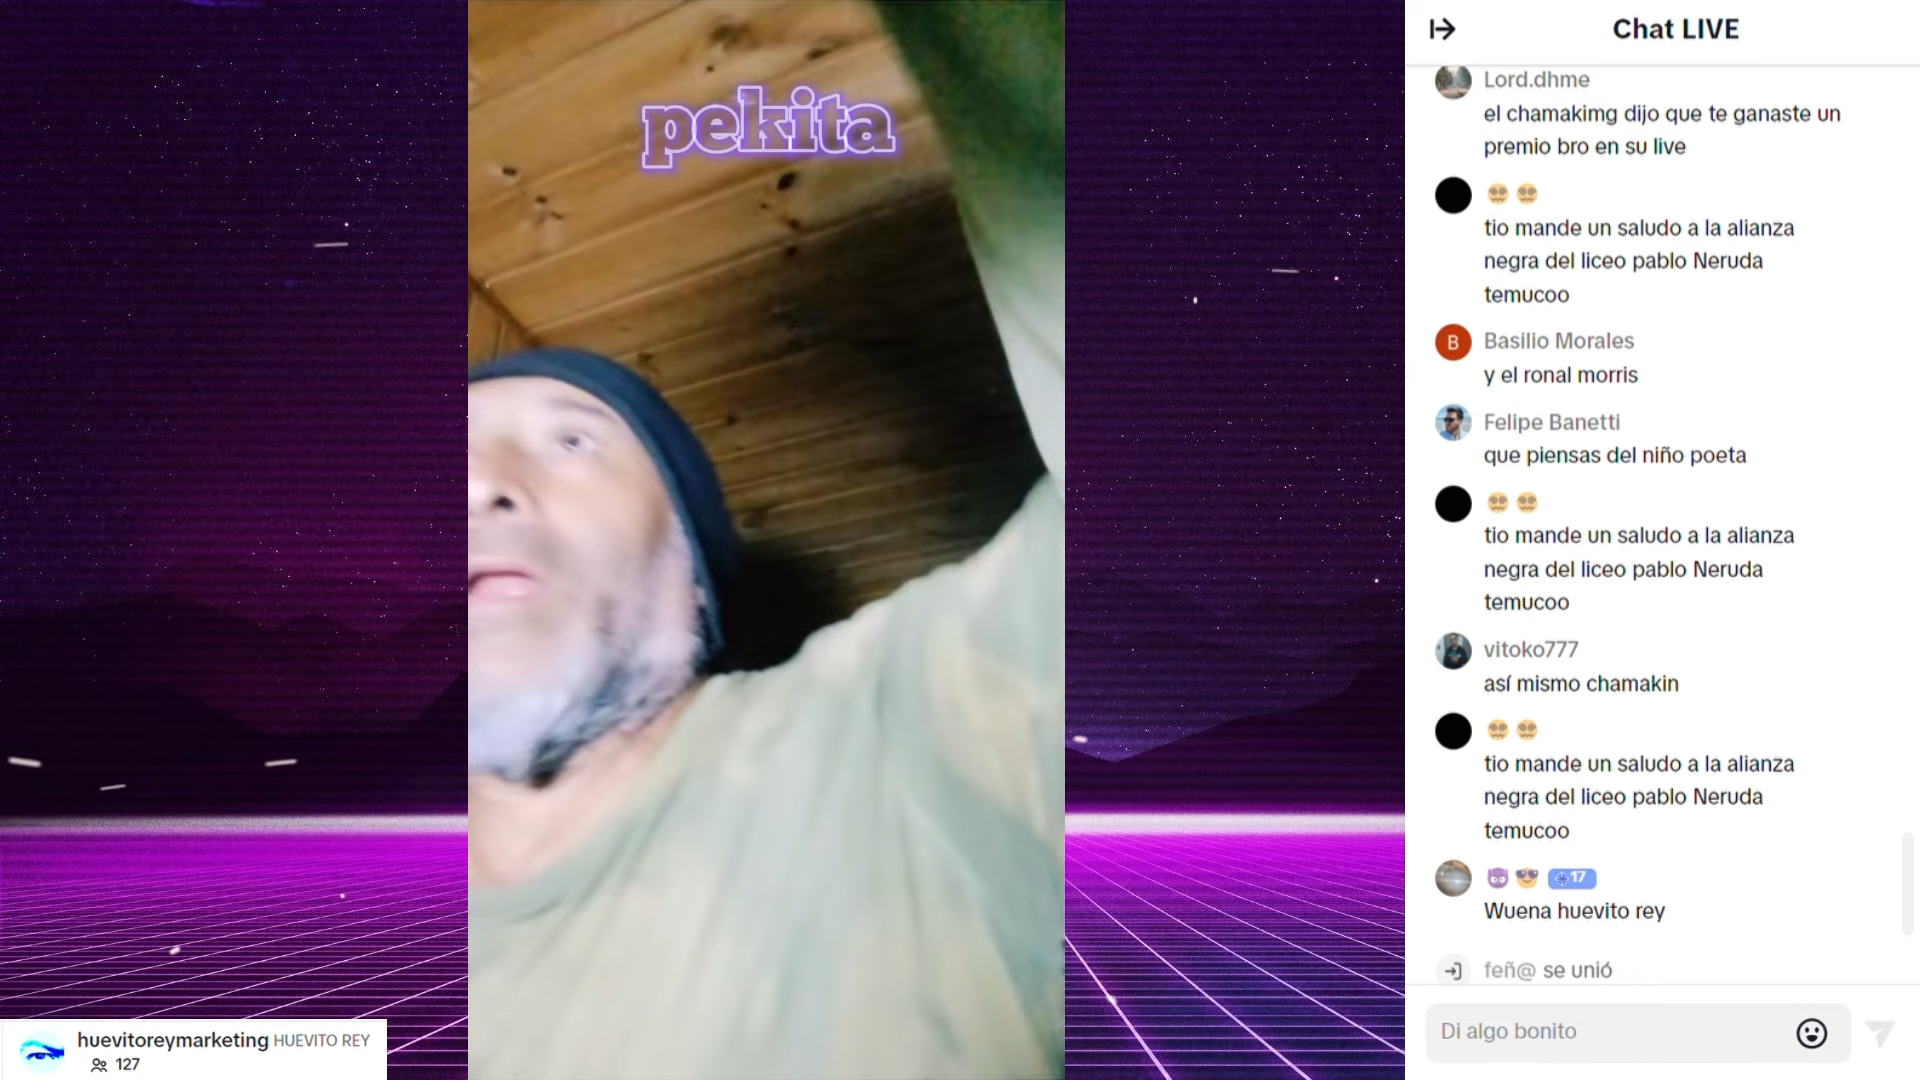 pekita
huevitoreymarketing HUEVITO REY
127
Chat LIVE
Lord.dhme
el chamakimg dijo que te ganaste un
premio bro en su live
tio mande un saludo a la alianza
negra del liceo pablo Neruda
temucoo
B
Basilio Morales
y el ronal morris
Felipe Banetti
que piensas del niño poeta
tio mande un saludo a la alianza
negra del liceo pablo Neruda
temucoo
vitoko777
así mismo chamakin
tio mande un saludo a la alianza
negra del liceo pablo Neruda
temucoo
17
Wuena huevito rey
feñ@ se unió
Di algo bonito